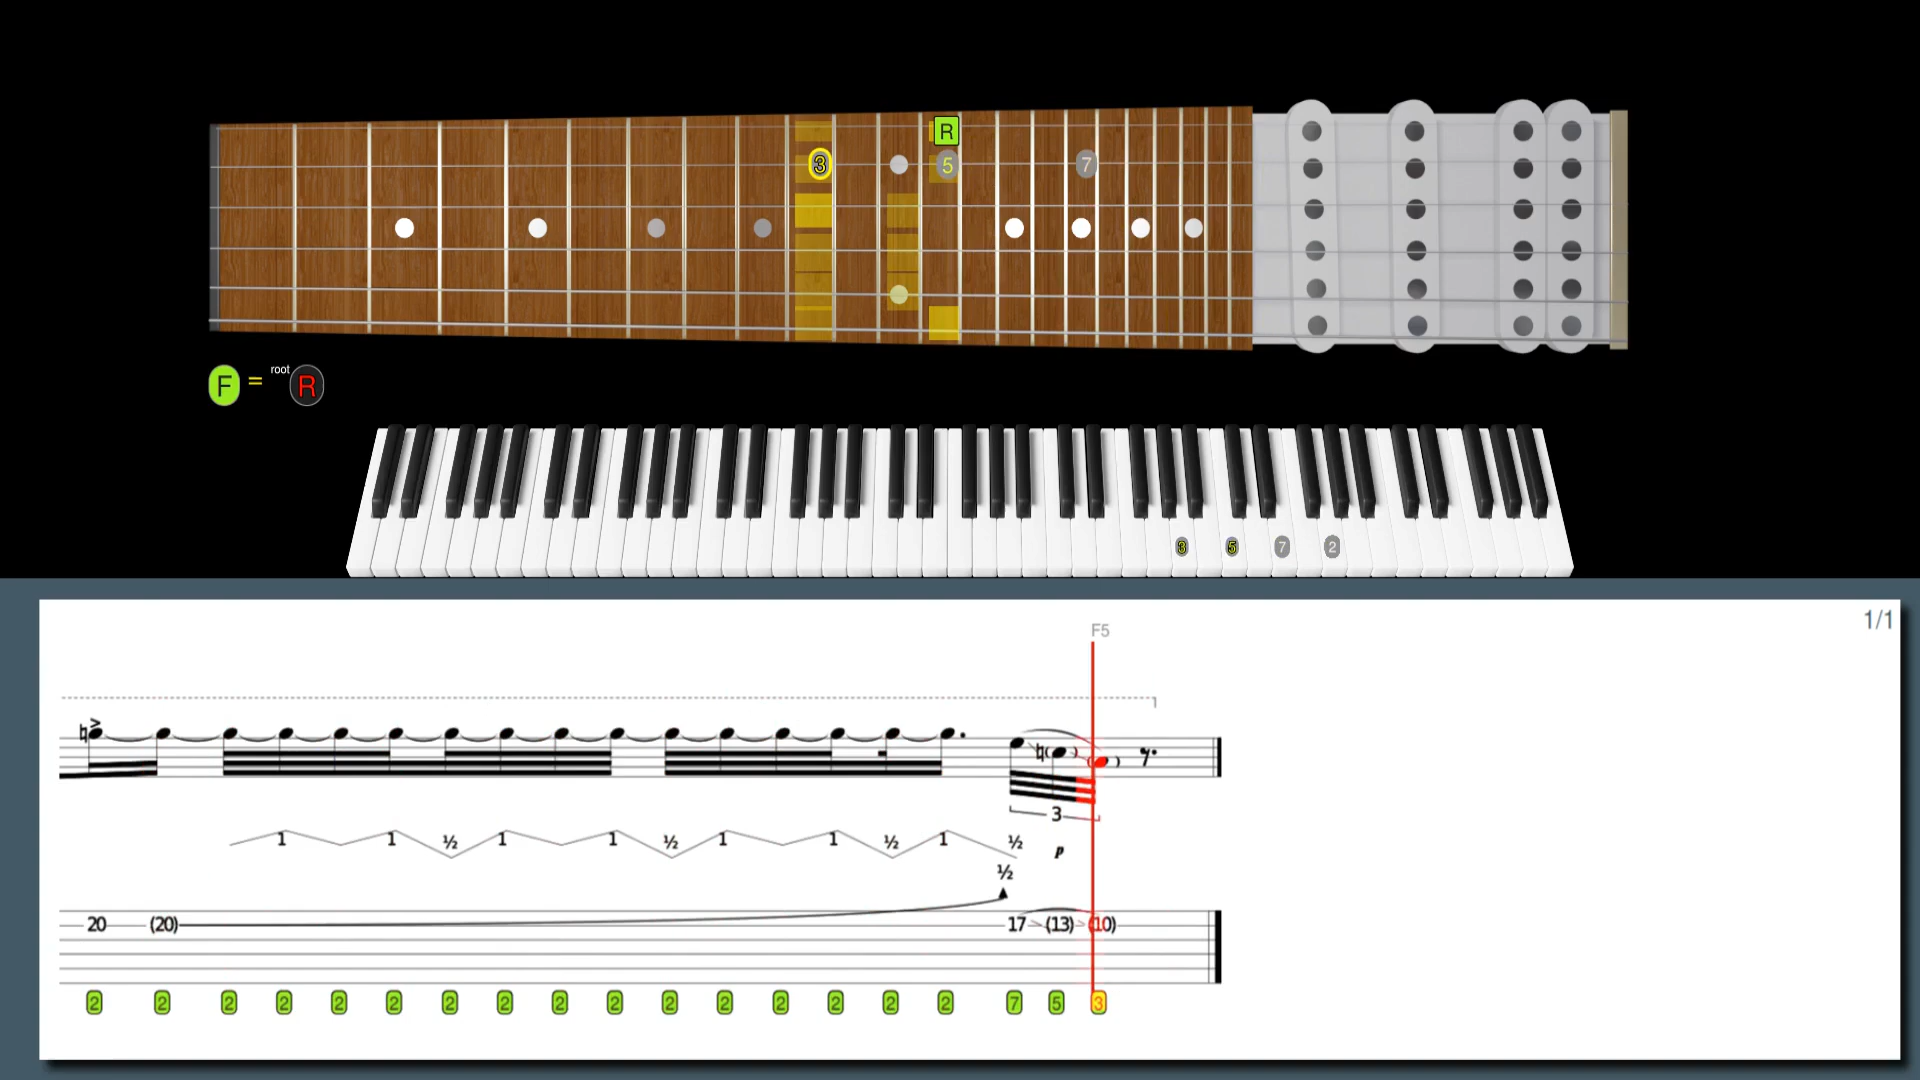 R
3 5 7
F = root R
3 5 7 2
1/1
F5
3
1 1 ½ 1 1 ½ 1 1 ½ 1 ½ p
½
20 (20) 17 (13) (10)
2 2 2 2 2 2 2 2 2 2 2 2 2 2 2 2 7 5 3